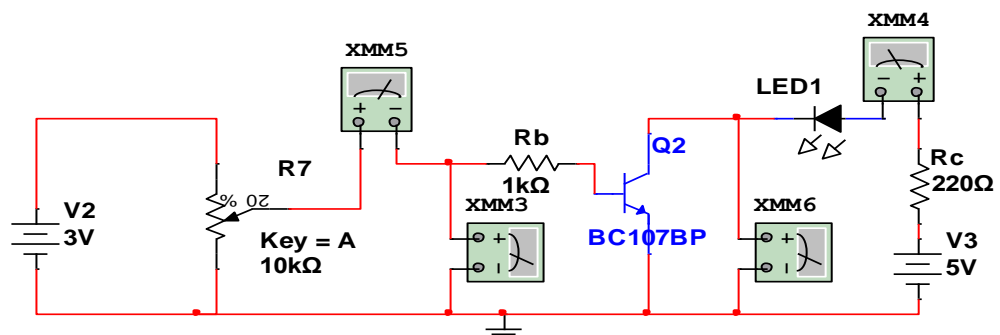 XMM5
XMM4
LED1
Rb
Q2
R7
1kΩ
Rc
220Ω
20 %
XMM3
XMM6
V2
3V
Key = A
10kΩ
BC107BP
V3
5V